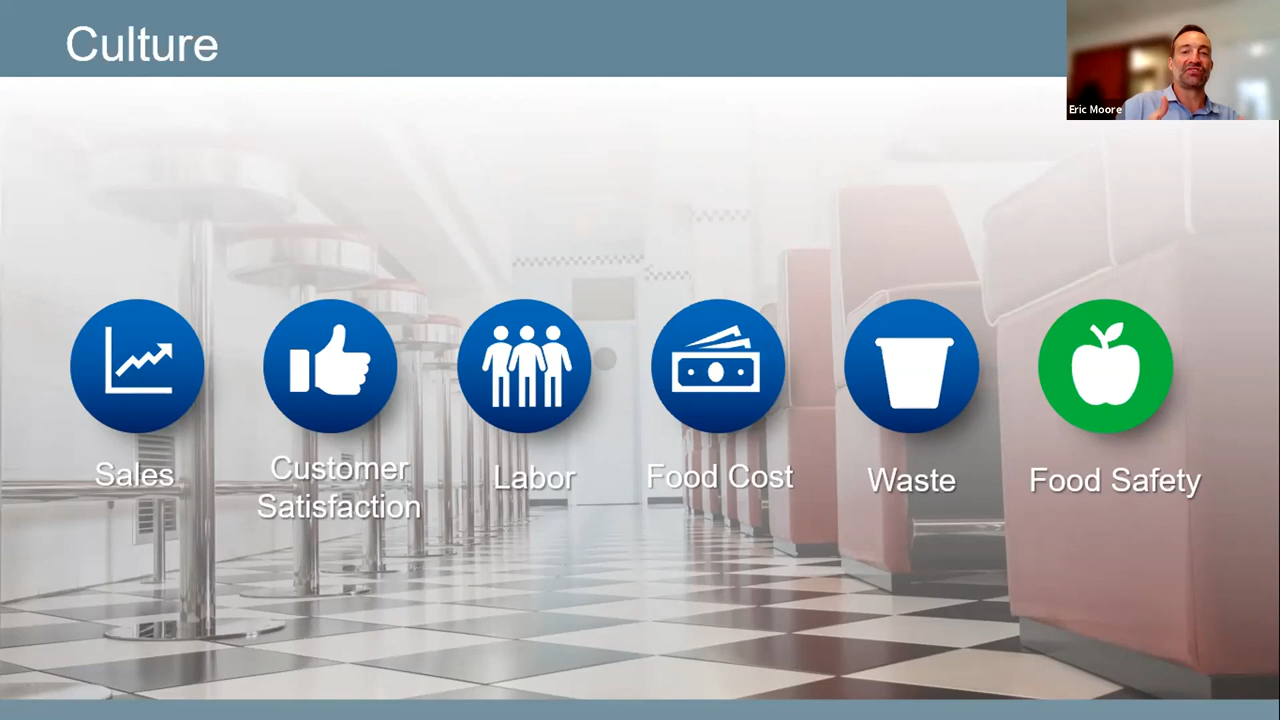 Culture
Eric Moore
Sales
Customer
Satisfaction
Labor
Food Cost
Waste
Food Safety